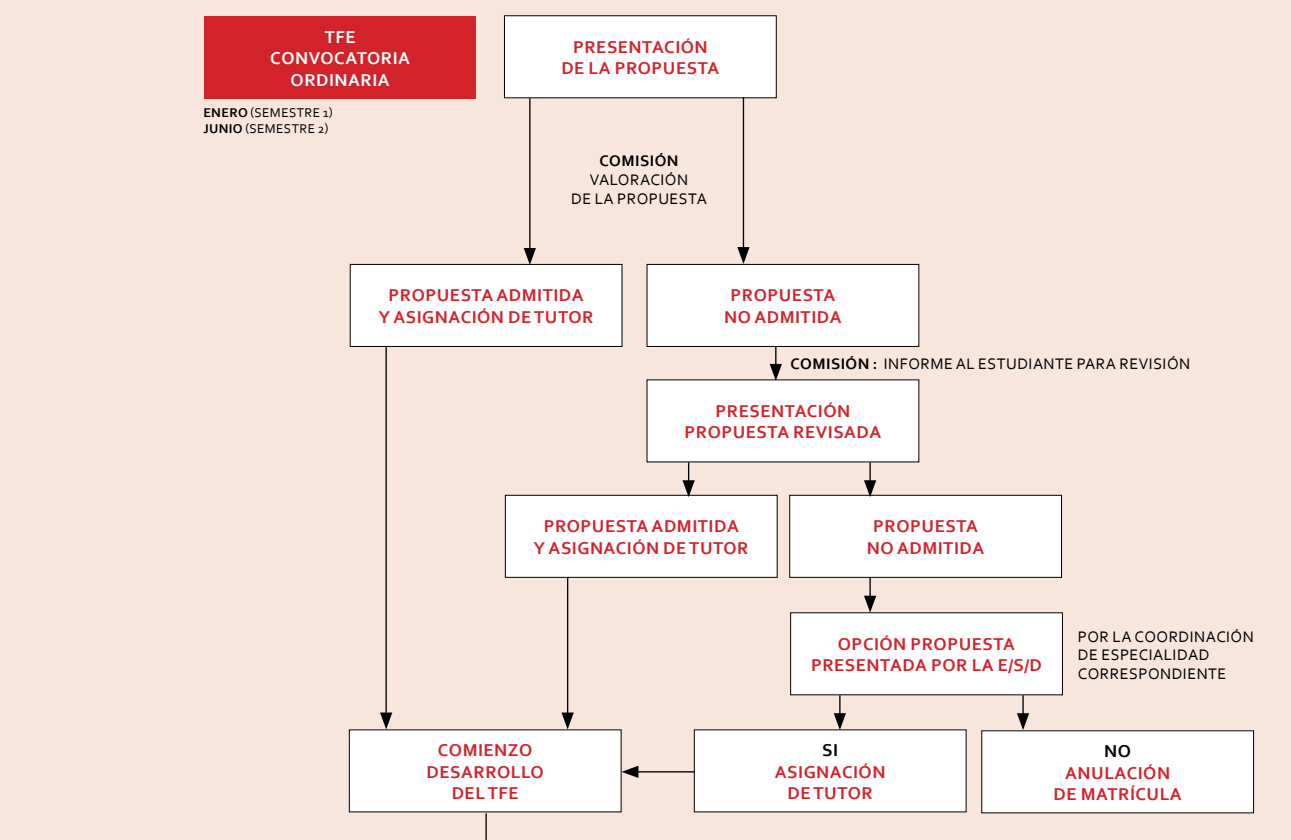 TFE
CONVOCATORIA
ORDINARIA
ENERO (SEMESTRE 1)
JUNIO (SEMESTRE 2)
PRESENTACIÓN
DE LA PROPUESTA
COMISIÓN
VALORACIÓN
DE LA PROPUESTA
PROPUESTA ADMITIDA
Y ASIGNACIÓN DE TUTOR
PROPUESTA
NO ADMITIDA
COMISIÓN : INFORME AL ESTUDIANTE PARA REVISIÓN
PRESENTACIÓN
PROPUESTA REVISADA
PROPUESTA ADMITIDA
Y ASIGNACIÓN DE TUTOR
PROPUESTA
NO ADMITIDA
OPCIÓN PROPUESTA
PRESENTADA POR LA E/S/D
POR LA COORDINACIÓN
DE ESPECIALIDAD
CORRESPONDIENTE
COMIENZO
DESARROLLO
DEL TFE
SI
ASIGNACIÓN
DE TUTOR
NO
ANULACIÓN
DE MATRÍCULA